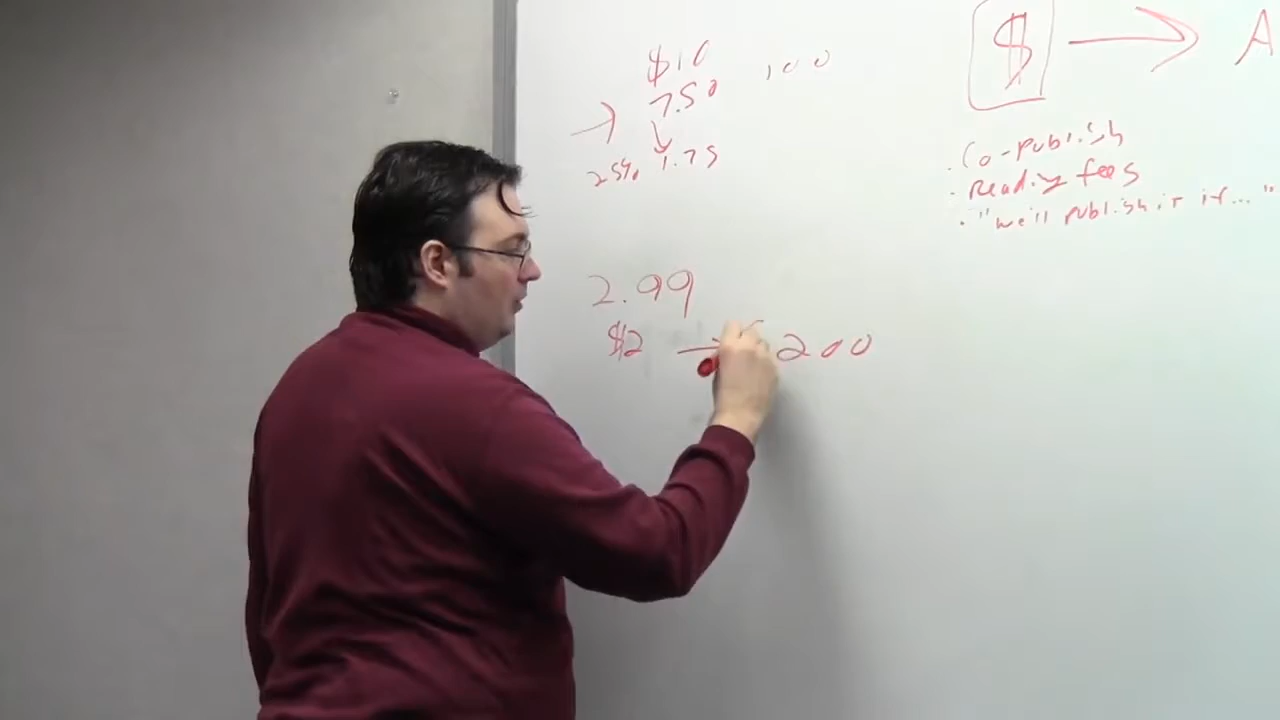 $10 100
7.50
25% 1.75
2.99
$2 → 200
$ → A
· Co-publish
· Reading fees
· "we'll publish it if..."